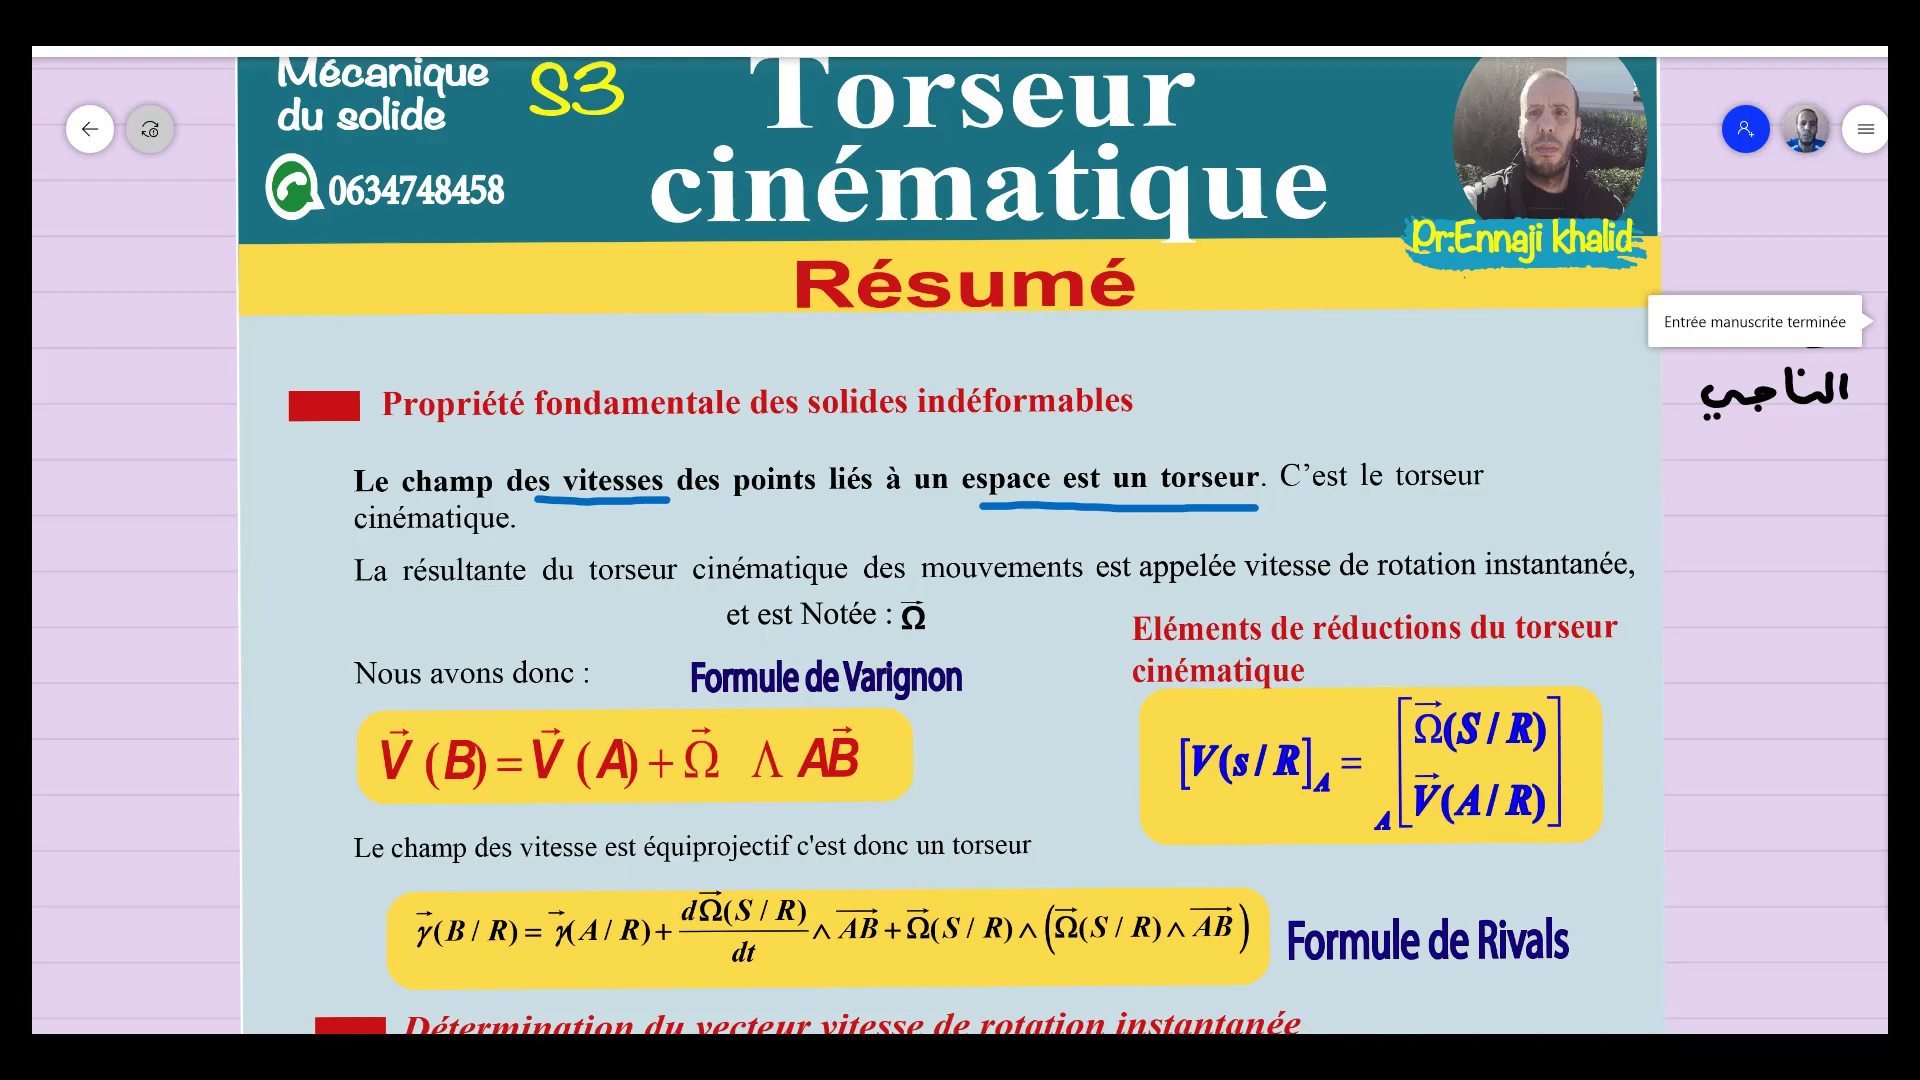 Mécanique
du solide
S3
0634748458
Torseur
cinématique
Pr:Ennaji khalid
Résumé
Entrée manuscrite terminée
الناجي
Propriété fondamentale des solides indéformables
Le champ des vitesses des points liés à un espace est un torseur. C’est le torseur
cinématique.
La résultante du torseur cinématique des mouvements est appelée vitesse de rotation instantanée,
et est Notée : Ω⃗
Eléments de réductions du torseur
cinématique
Nous avons donc :
Formule de Varignon
V⃗ (B) = V⃗ (A) + Ω⃗ Λ AB⃗
[V(s / R]_A = _A[Ω⃗(S / R) V⃗(A / R)]
Le champ des vitesse est équiprojectif c'est donc un torseur
γ⃗(B / R) = γ⃗(A / R) + dΩ⃗(S / R)/dt ∧ AB⃗ + Ω⃗(S / R) ∧ (Ω⃗(S / R) ∧ AB⃗)
Formule de Rivals
Détermination du vecteur vitesse de rotation instantanée